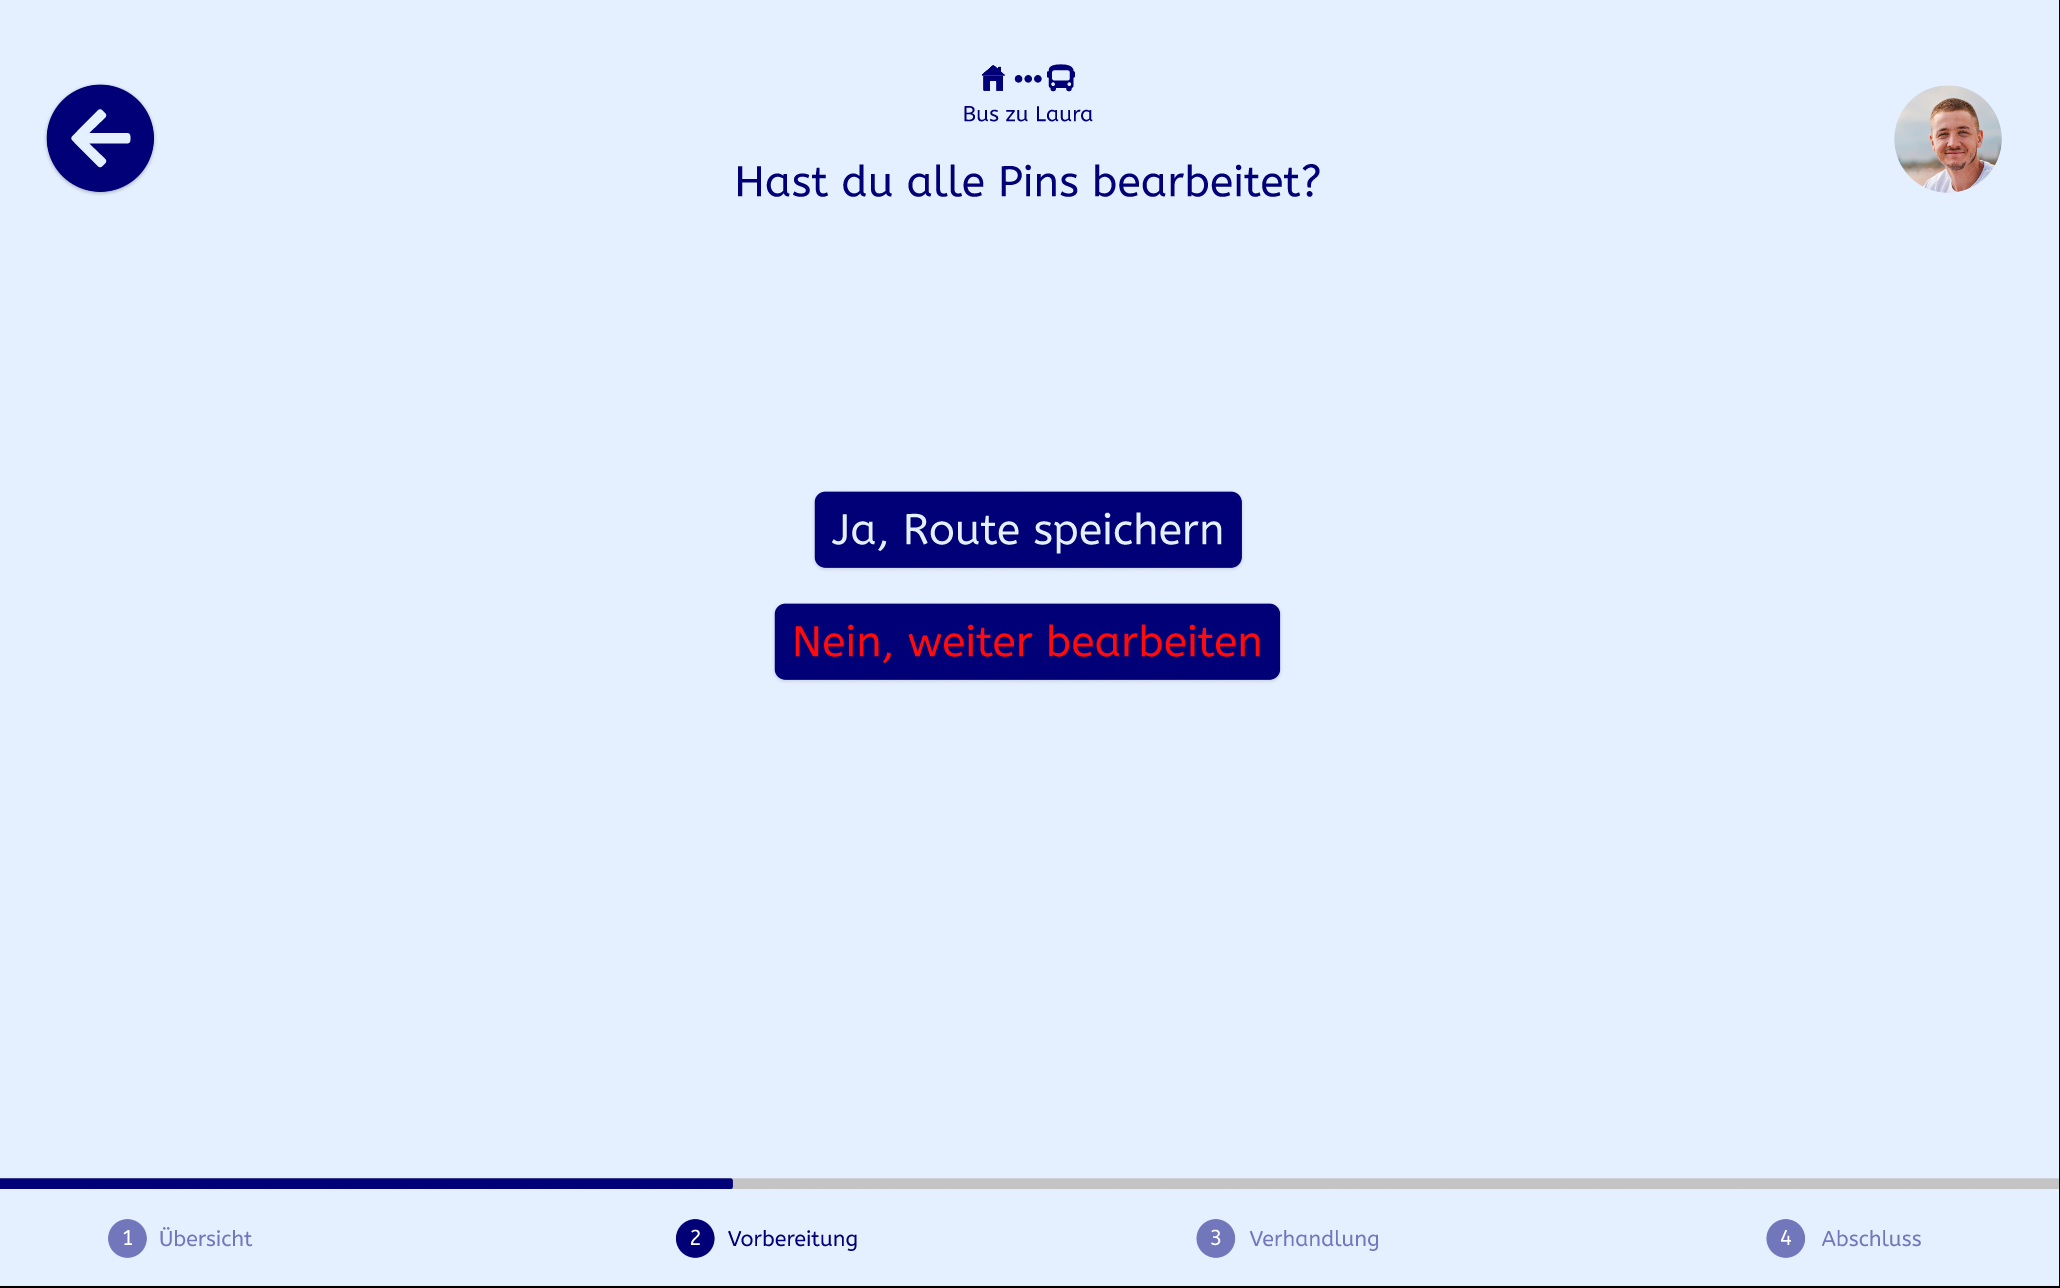 Bus zu Laura
Hast du alle Pins bearbeitet?
Ja, Route speichern
Nein, weiter bearbeiten
1 Übersicht
2 Vorbereitung
3 Verhandlung
4 Abschluss